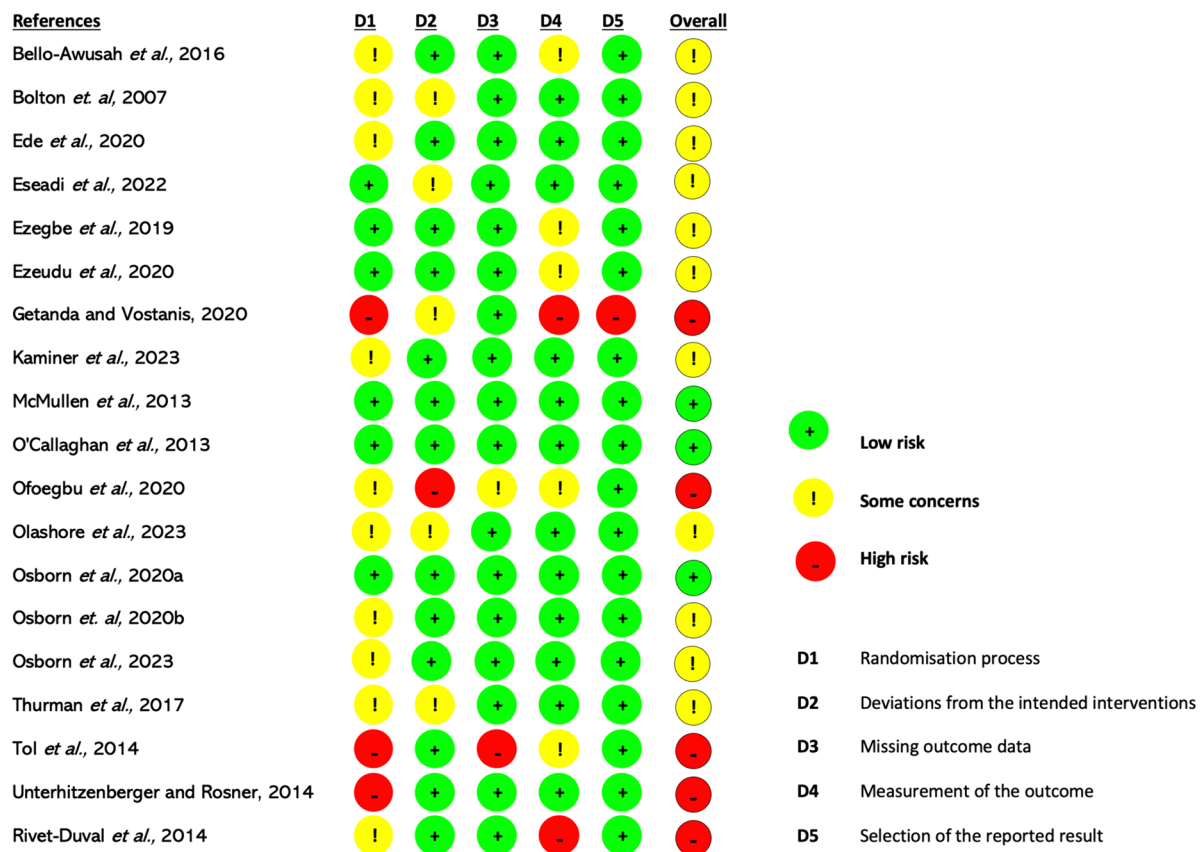 References D1 D2 D3 D4 D5 Overall
Bello-Awusah et al., 2016 ! + + ! + !
Bolton et. al, 2007 ! ! + + + !
Ede et al., 2020 ! + + + + !
Eseadi et al., 2022 + ! + + + !
Ezegbe et al., 2019 + + + ! + !
Ezeudu et al., 2020 + + + ! + !
Getanda and Vostanis, 2020 - ! + - - -
Kaminer et al., 2023 ! + + + + !
McMullen et al., 2013 + + + + + +
O'Callaghan et al., 2013 + + + + + +
Ofoegbu et al., 2020 ! - ! ! + -
Olashore et al., 2023 ! ! + + + !
Osborn et al., 2020a + + + + + +
Osborn et. al, 2020b ! + + + + !
Osborn et al., 2023 ! + + + + !
Thurman et al., 2017 ! ! + + + !
Tol et al., 2014 - + - ! + -
Unterhitzenberger and Rosner, 2014 - + + + + -
Rivet-Duval et al., 2014 ! + + - + -
+ Low risk
! Some concerns
- High risk
D1 Randomisation process
D2 Deviations from the intended interventions
D3 Missing outcome data
D4 Measurement of the outcome
D5 Selection of the reported result